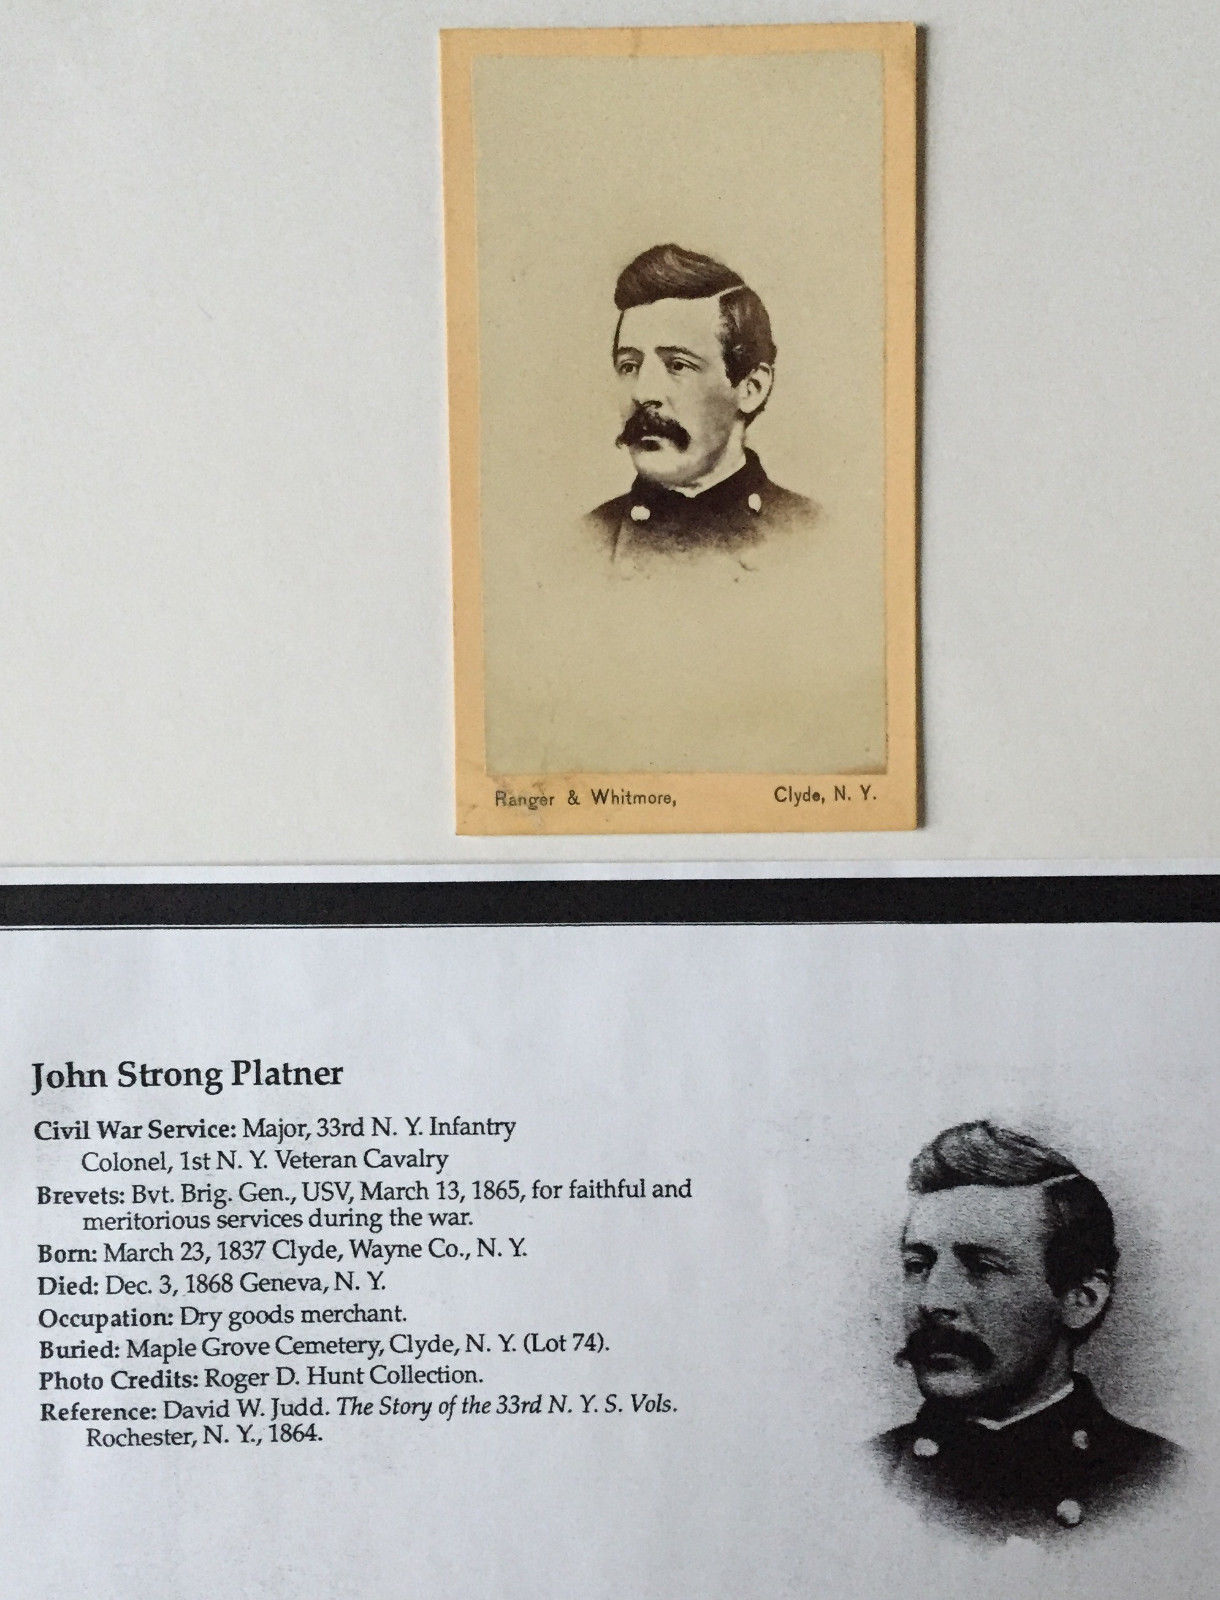 Ranger & Whitmore, Clyde, N. Y.
John Strong Platner
Civil War Service: Major, 33rd N. Y. Infantry
Colonel, 1st N. Y. Veteran Cavalry
Brevets: Bvt. Brig. Gen., USV, March 13, 1865, for faithful and
meritorious services during the war.
Born: March 23, 1837 Clyde, Wayne Co., N. Y.
Died: Dec. 3, 1868 Geneva, N. Y.
Occupation: Dry goods merchant.
Buried: Maple Grove Cemetery, Clyde, N. Y. (Lot 74).
Photo Credits: Roger D. Hunt Collection.
Reference: David W. Judd. The Story of the 33rd N. Y. S. Vols.
Rochester, N. Y., 1864.